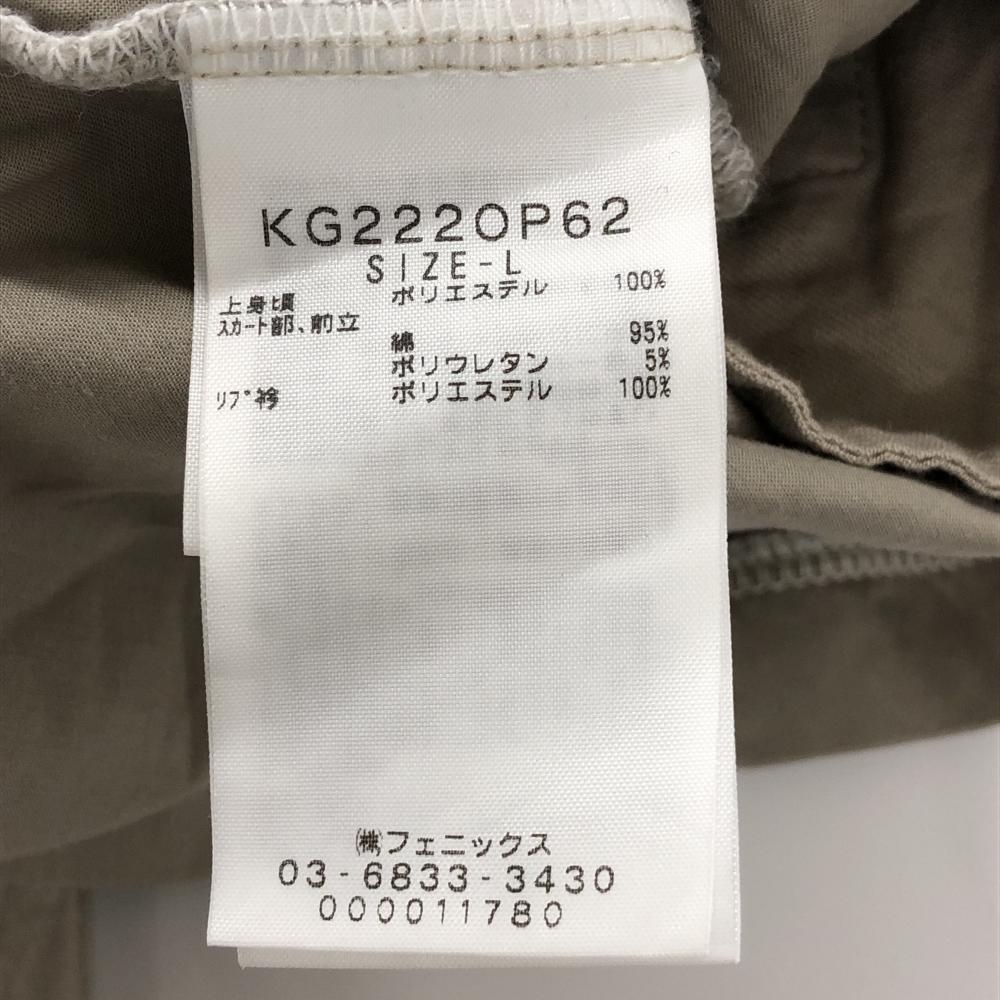 KG222OP62
SIZE-L
上身頃 ポリエステル 100%
スカート部、前立
綿 95%
ポリウレタン 5%
リブ衿 ポリエステル 100%
㈱フェニックス
03-6833-3430
000011780